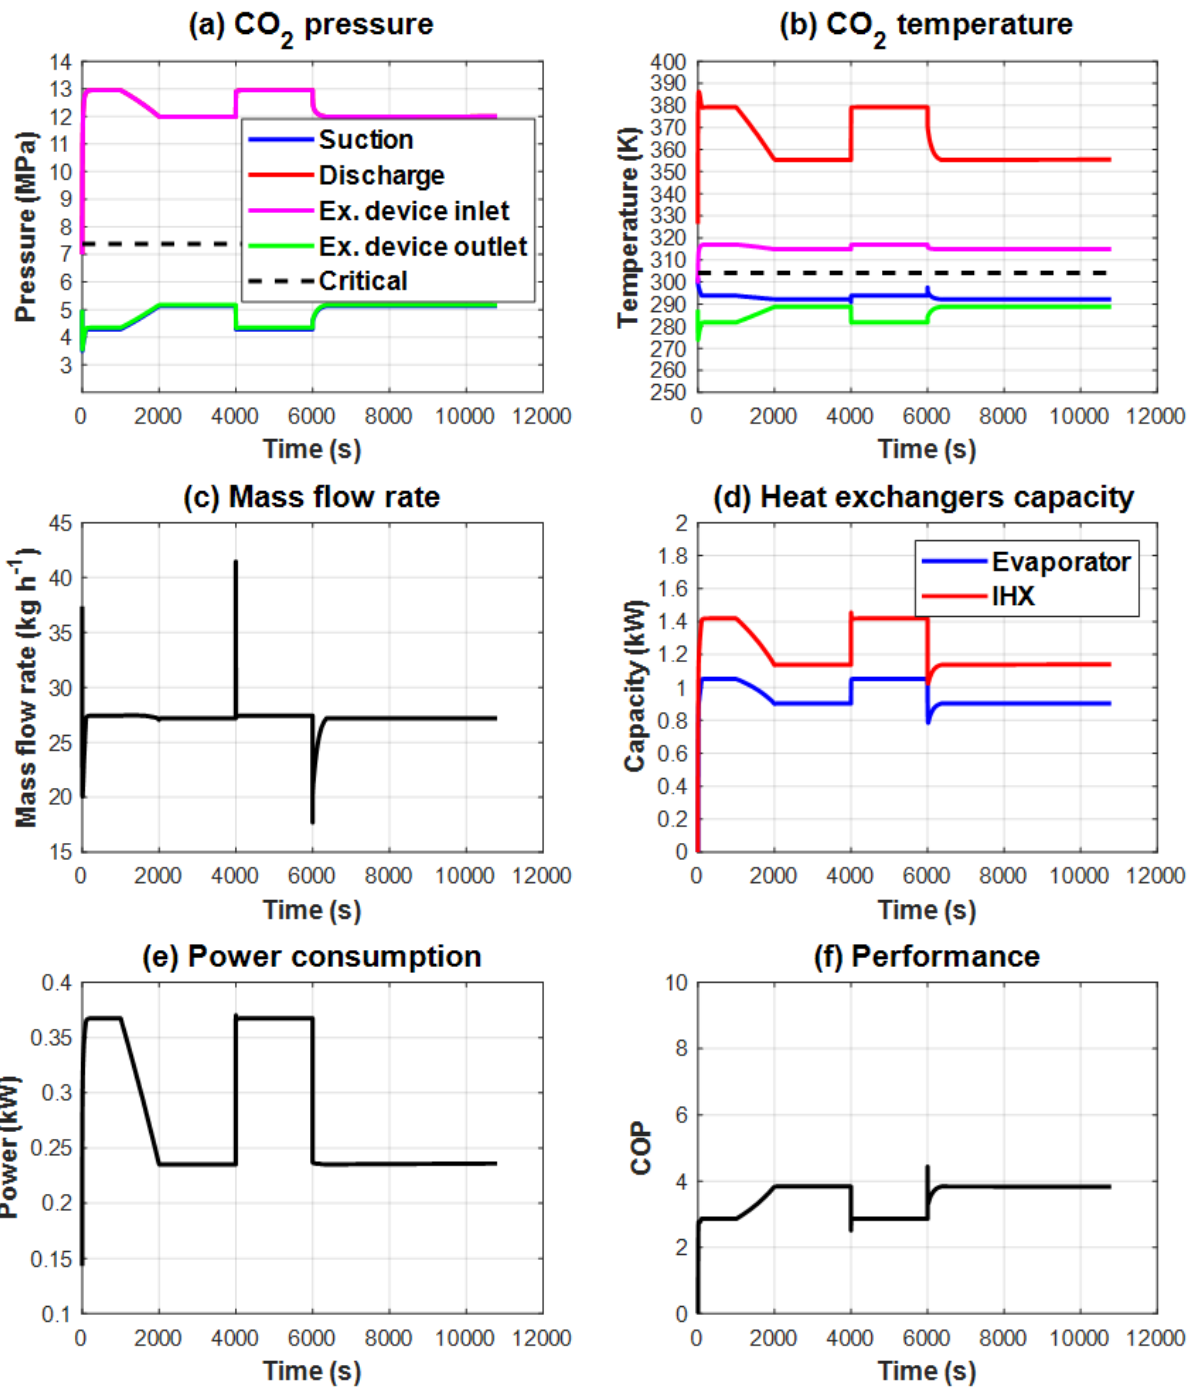 (a) CO2 pressure
14
13
12
11
10
9
8
7
6
5
4
3
Pressure (MPa)
Suction
Discharge
Ex. device inlet
Ex. device outlet
Critical
0 2000 4000 6000 8000 10000 12000
Time (s)
(b) CO2 temperature
400
390
380
370
360
350
340
330
320
310
300
290
280
270
260
250
Temperature (K)
0 2000 4000 6000 8000 10000 12000
Time (s)
(c) Mass flow rate
45
40
35
30
25
20
15
Mass flow rate (kg h-1)
0 2000 4000 6000 8000 10000 12000
Time (s)
(d) Heat exchangers capacity
2
1.8
1.6
1.4
1.2
1
0.8
0.6
0.4
0.2
0
Capacity (kW)
Evaporator
IHX
0 2000 4000 6000 8000 10000 12000
Time (s)
(e) Power consumption
0.4
0.35
0.3
0.25
0.2
0.15
0.1
Power (kW)
0 2000 4000 6000 8000 10000 12000
Time (s)
(f) Performance
10
8
6
4
2
0
COP
0 2000 4000 6000 8000 10000 12000
Time (s)